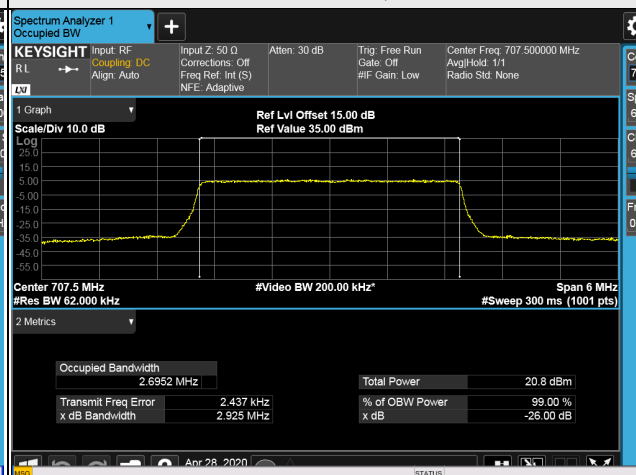 Spectrum Analyzer 1
Occupied BW
KEYSIGHT
R L
LXI
Input: RF
Coupling: DC
Align: Auto
Input Z: 50 Ω
Corrections: Off
Freq Ref: Int (S)
NFE: Adaptive
Atten: 30 dB
Trig: Free Run
Gate: Off
#IF Gain: Low
Center Freq: 707.500000 MHz
Avg|Hold: 1/1
Radio Std: None
1 Graph
Scale/Div 10.0 dB
Ref Lvl Offset 15.00 dB
Ref Value 35.00 dBm
Log
25.0
15.0
5.00
-5.00
-15.0
-25.0
-35.0
-45.0
-55.0
Center 707.5 MHz
#Video BW 200.00 kHz*
Span 6 MHz
#Res BW 62.000 kHz
#Sweep 300 ms (1001 pts)
2 Metrics
Occupied Bandwidth
2.6952 MHz
Total Power 20.8 dBm
Transmit Freq Error 2.437 kHz
% of OBW Power 99.00 %
x dB Bandwidth 2.925 MHz
x dB -26.00 dB
Apr 28, 2020
MSG
STATUS